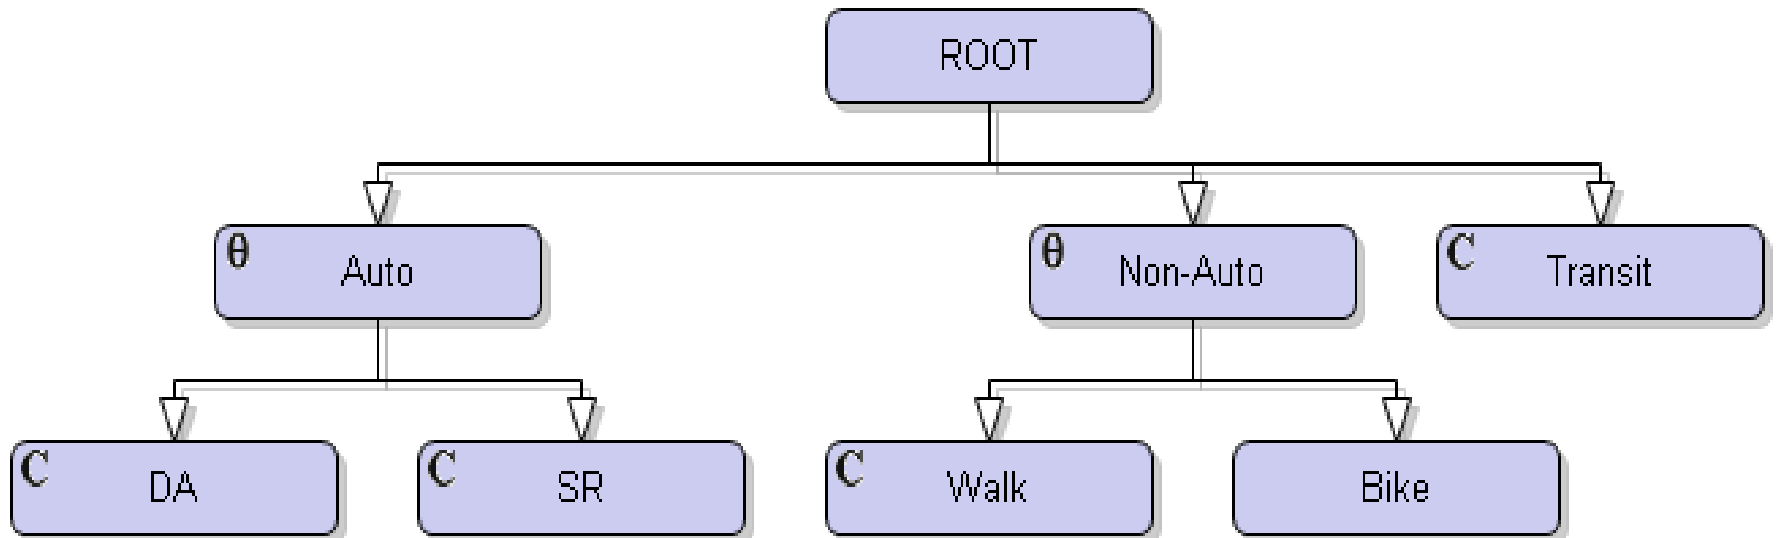 ROOT
θ Auto
θ Non-Auto
C Transit
C DA
C SR
C Walk
Bike